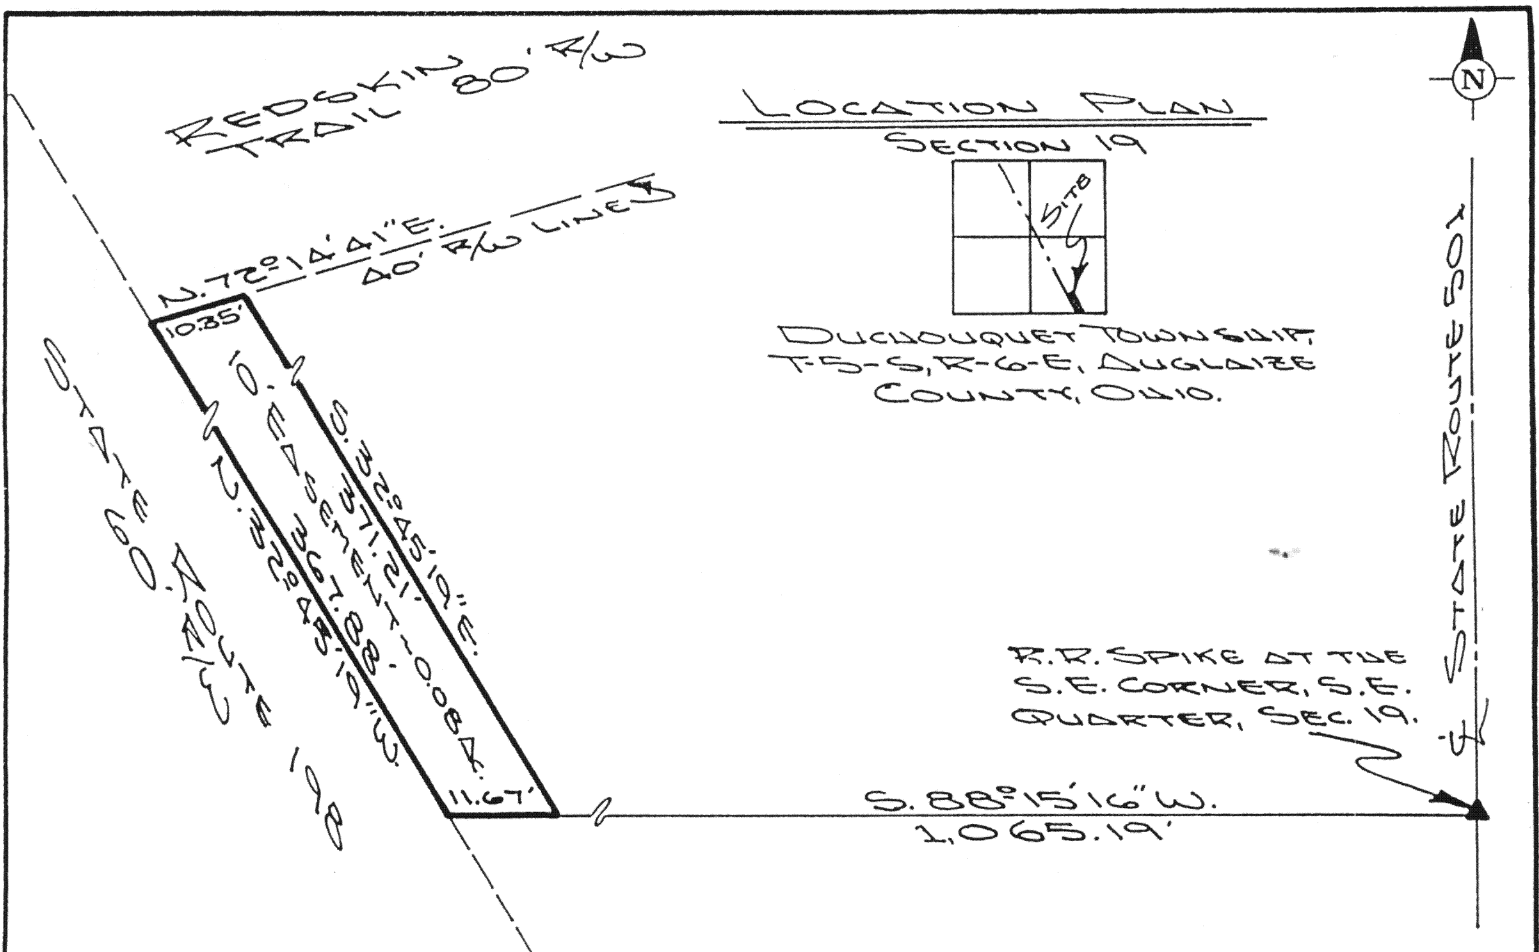 REDSKIN
TRAIL 80' R/W
LOCATION PLAN
SECTION 19
SITE
DUCHOUQUET TOWNSHIP,
T-5-S, R-6-E, AUGLAIZE
COUNTY, OHIO.
N
N. 72° 14' 41" E.
40' R/W LINE
10.35'
10' EASEMENT ~ 0.08 A.
S. 32° 45' 19" E.
371.21'
367.88'
N. 32° 45' 19" W.
11.67'
STATE ROUTE 198
60' R/W
R.R. SPIKE AT THE
S.E. CORNER, S.E.
QUARTER, SEC. 19.
S. 88° 15' 16" W.
1,065.19'
℄ STATE ROUTE 501